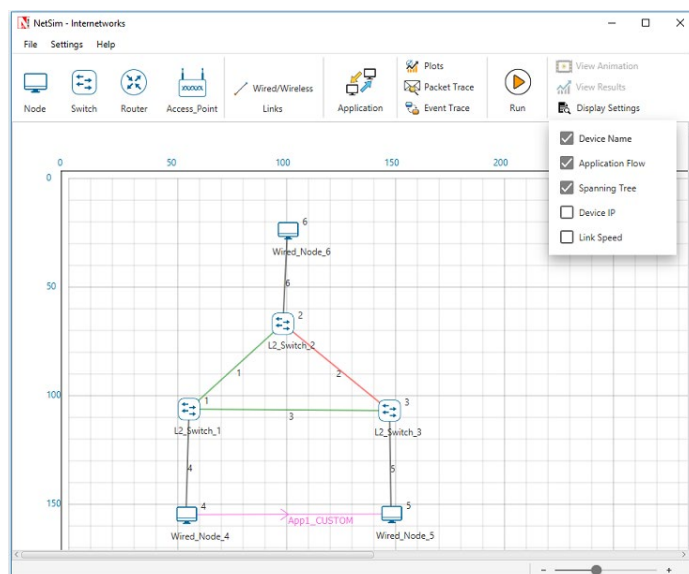 NetSim - Internetworks
File Settings Help
Node Switch Router Access_Point Wired/Wireless Links Application
Plots
Packet Trace
Event Trace
Run
View Animation
View Results
Display Settings
Device Name
Application Flow
Spanning Tree
Device IP
Link Speed
0 50 100 150 200
0
50
100
150
6
Wired_Node_6
6
2
L2_Switch_2
1 2
1
L2_Switch_1
3
3
L2_Switch_3
4 5
4
Wired_Node_4
App1_CUSTOM
5
Wired_Node_5